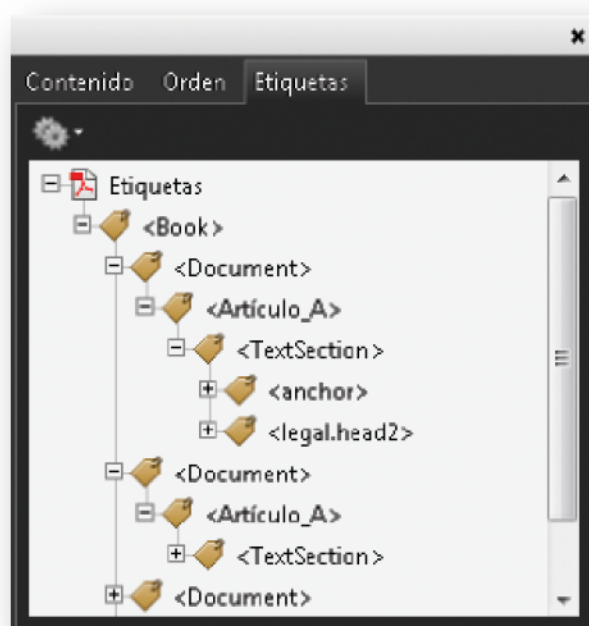 Contenido Orden Etiquetas
Etiquetas
<Book>
<Document>
<Artículo_A>
<TextSection>
<anchor>
<legal.head2>
<Document>
<Artículo_A>
<TextSection>
<Document>